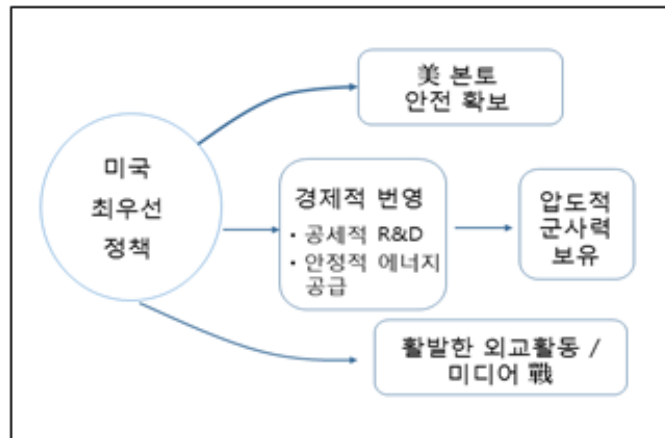 美 본토
안전 확보
미국
최우선
정책
경제적 번영
· 공세적 R&D
· 안정적 에너지
공급
압도적
군사력
보유
활발한 외교활동 /
미디어 戰